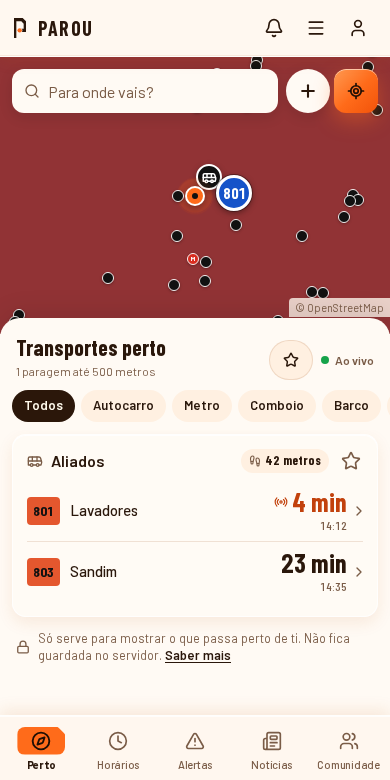 PAROU
Para onde vais?
801
M
© OpenStreetMap
Transportes perto
1 paragem até 500 metros
Ao vivo
Todos
Autocarro
Metro
Comboio
Barco
Aliados
42 metros
801
Lavadores
4 min
14:12
803
Sandim
23 min
14:35
Só serve para mostrar o que passa perto de ti. Não fica
guardada no servidor. Saber mais
Perto
Horários
Alertas
Notícias
Comunidade